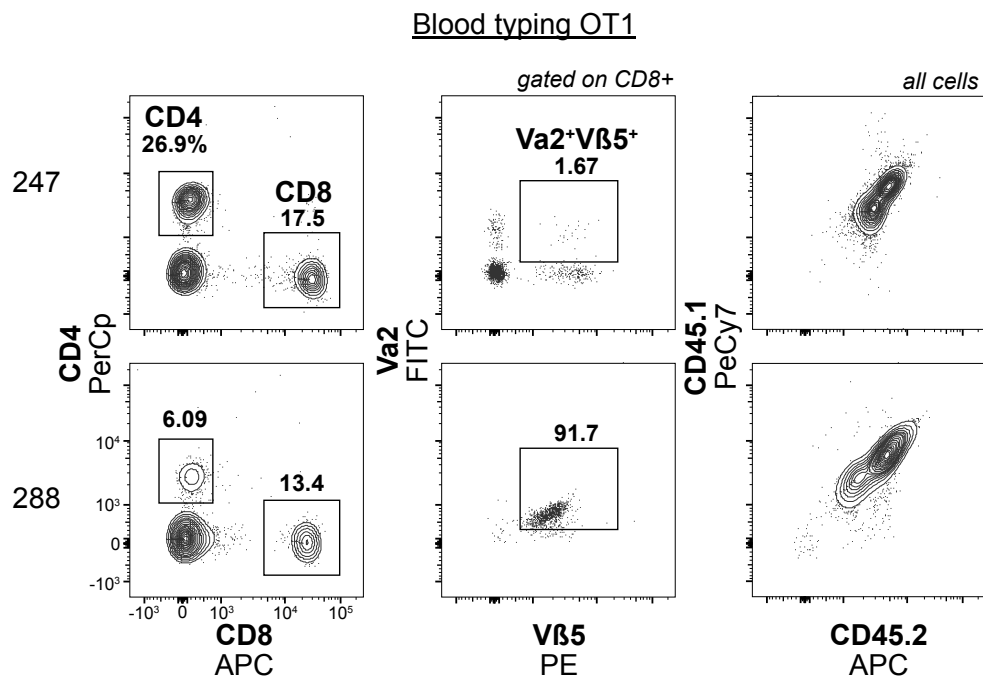 Blood typing OT1
gated on CD8+
all cells
247
CD4
26.9%
CD8
17.5
Va2⁺Vß5⁺
1.67
CD4
PerCp
Va2
FITC
CD45.1
PeCy7
288
6.09
13.4
91.7
10⁴
10³
0
-10³
-10³ 0 10³ 10⁴ 10⁵
CD8
APC
Vß5
PE
CD45.2
APC